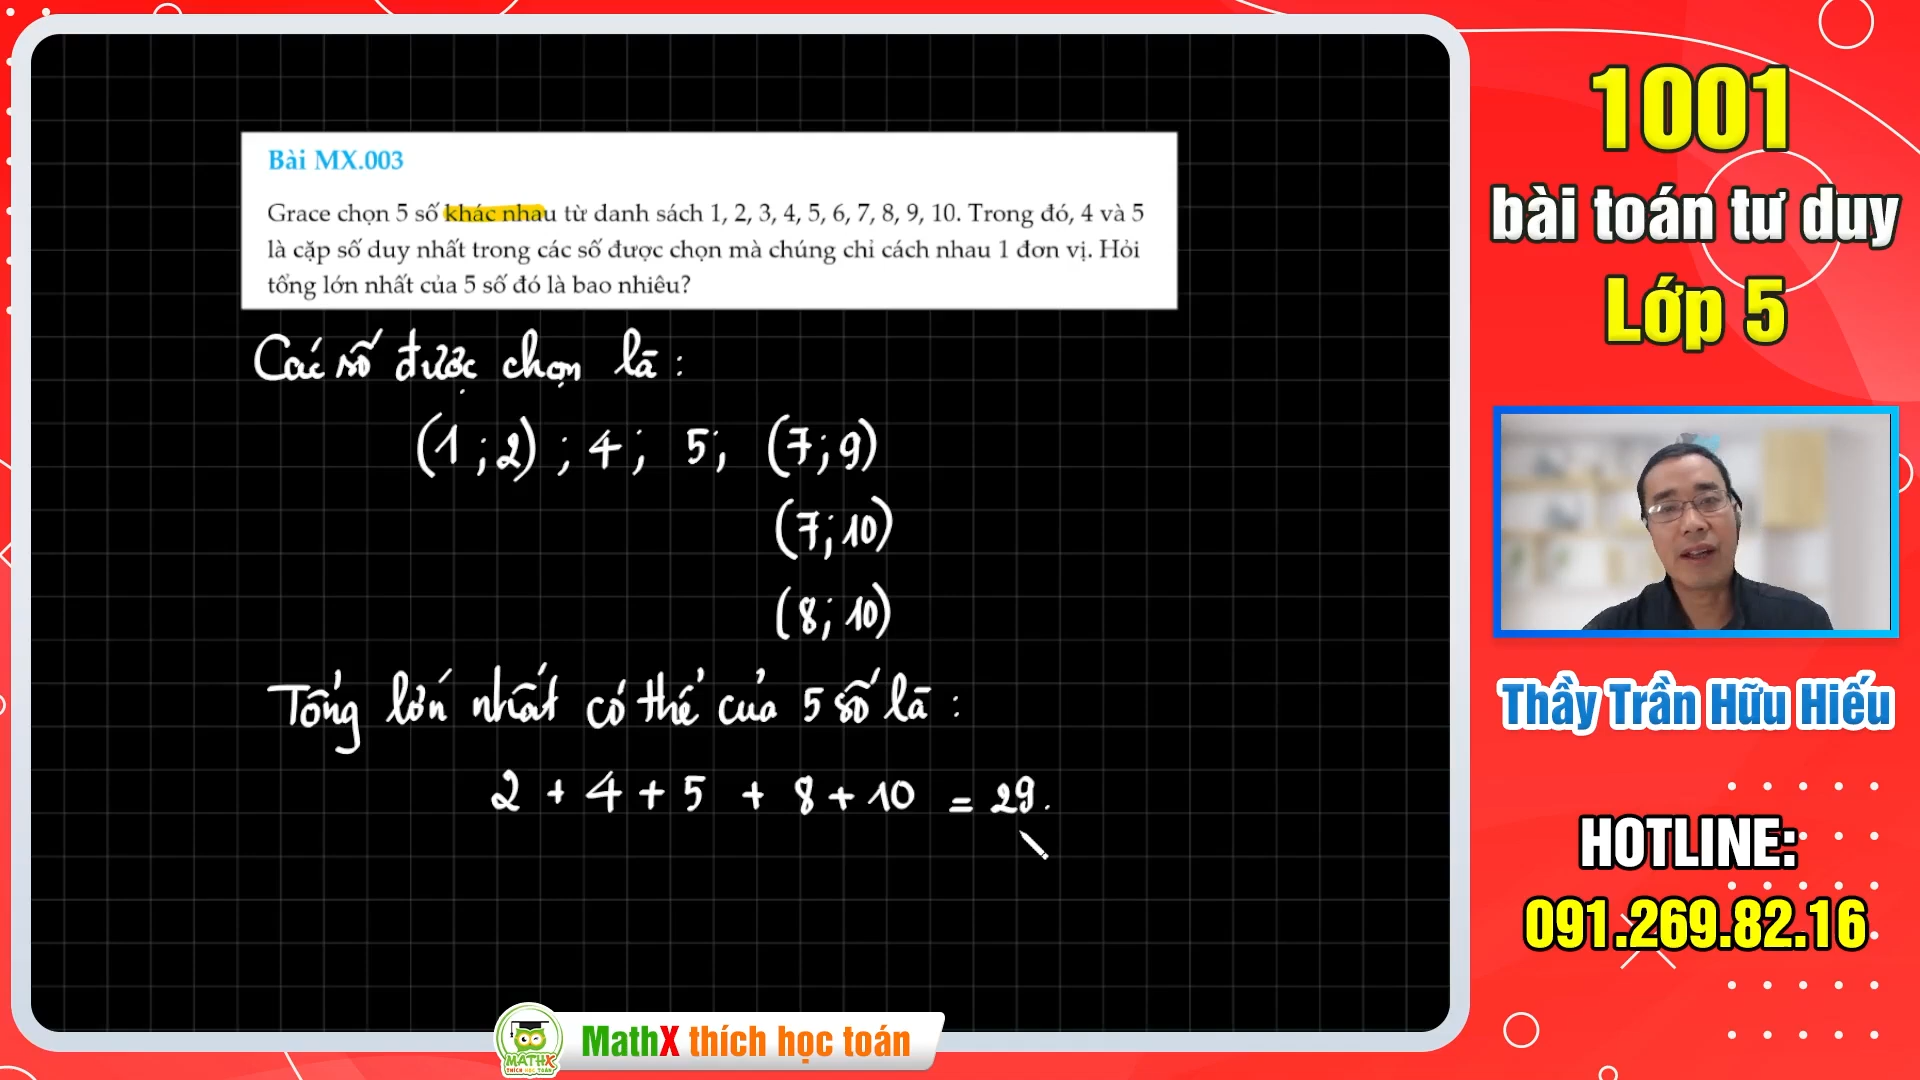 Bài MX.003
Grace chọn 5 số khác nhau từ danh sách 1, 2, 3, 4, 5, 6, 7, 8, 9, 10. Trong đó, 4 và 5
là cặp số duy nhất trong các số được chọn mà chúng chỉ cách nhau 1 đơn vị. Hỏi
tổng lớn nhất của 5 số đó là bao nhiêu?
Các số được chọn là :
(1 ; 2) ; 4 ; 5 ; (7 ; 9)
(7 ; 10)
(8 ; 10)
Tổng lớn nhất có thể của 5 số là :
2 + 4 + 5 + 8 + 10 = 29.
MathX thích học toán
MATHX
THÍCH HỌC TOÁN
1001
bài toán tư duy
Lớp 5
Thầy Trần Hữu Hiếu
HOTLINE:
091.269.82.16